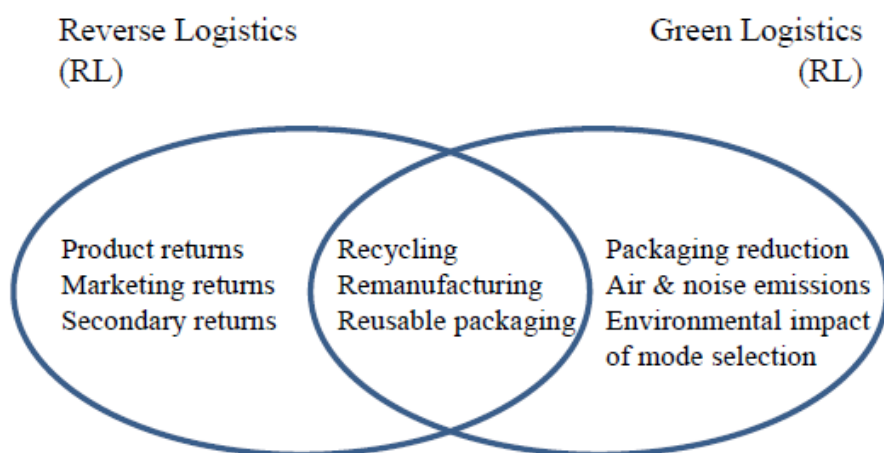 Reverse Logistics
(RL)
Green Logistics
(RL)
Product returns
Marketing returns
Secondary returns
Recycling
Remanufacturing
Reusable packaging
Packaging reduction
Air & noise emissions
Environmental impact
of mode selection